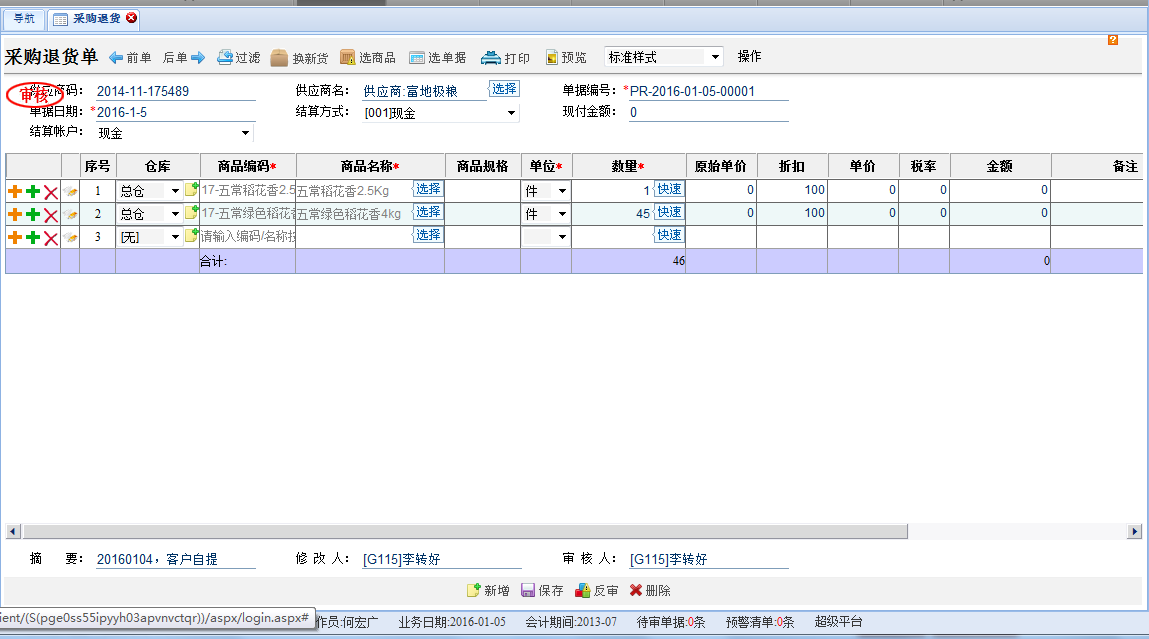 导航 采购退货
采购退货单 前单 后单 过滤 换新货 选商品 选单据 打印 预览 标准样式 操作
审核
供应商码: 2014-11-175489 供应商名: 供应商:富地极粮 选择 单据编号: *PR-2016-01-05-00001
单据日期: *2016-1-5 结算方式: [001]现金 现付金额: 0
结算帐户: 现金
序号 仓库 商品编码* 商品名称* 商品规格 单位* 数量* 原始单价 折扣 单价 税率 金额 备注
1 总仓 17-五常稻花香2.5 五常稻花香2.5Kg 选择 件 1 快速 0 100 0 0 0
2 总仓 17-五常绿色稻花香 五常绿色稻花香4kg 选择 件 45 快速 0 100 0 0 0
3 [无] 请输入编码/名称按 选择 快速
合计: 46 0
摘 要: 20160104，客户自提 修 改 人: [G115]李转好 审 核 人: [G115]李转好
新增 保存 反审 删除
ient/(S(pge0ss55ipyyh03apvnvctqr))/aspx/login.aspx# 作员:何宏广 业务日期:2016-01-05 会计期间:2013-07 待审单据:0条 预警清单:0条 超级平台